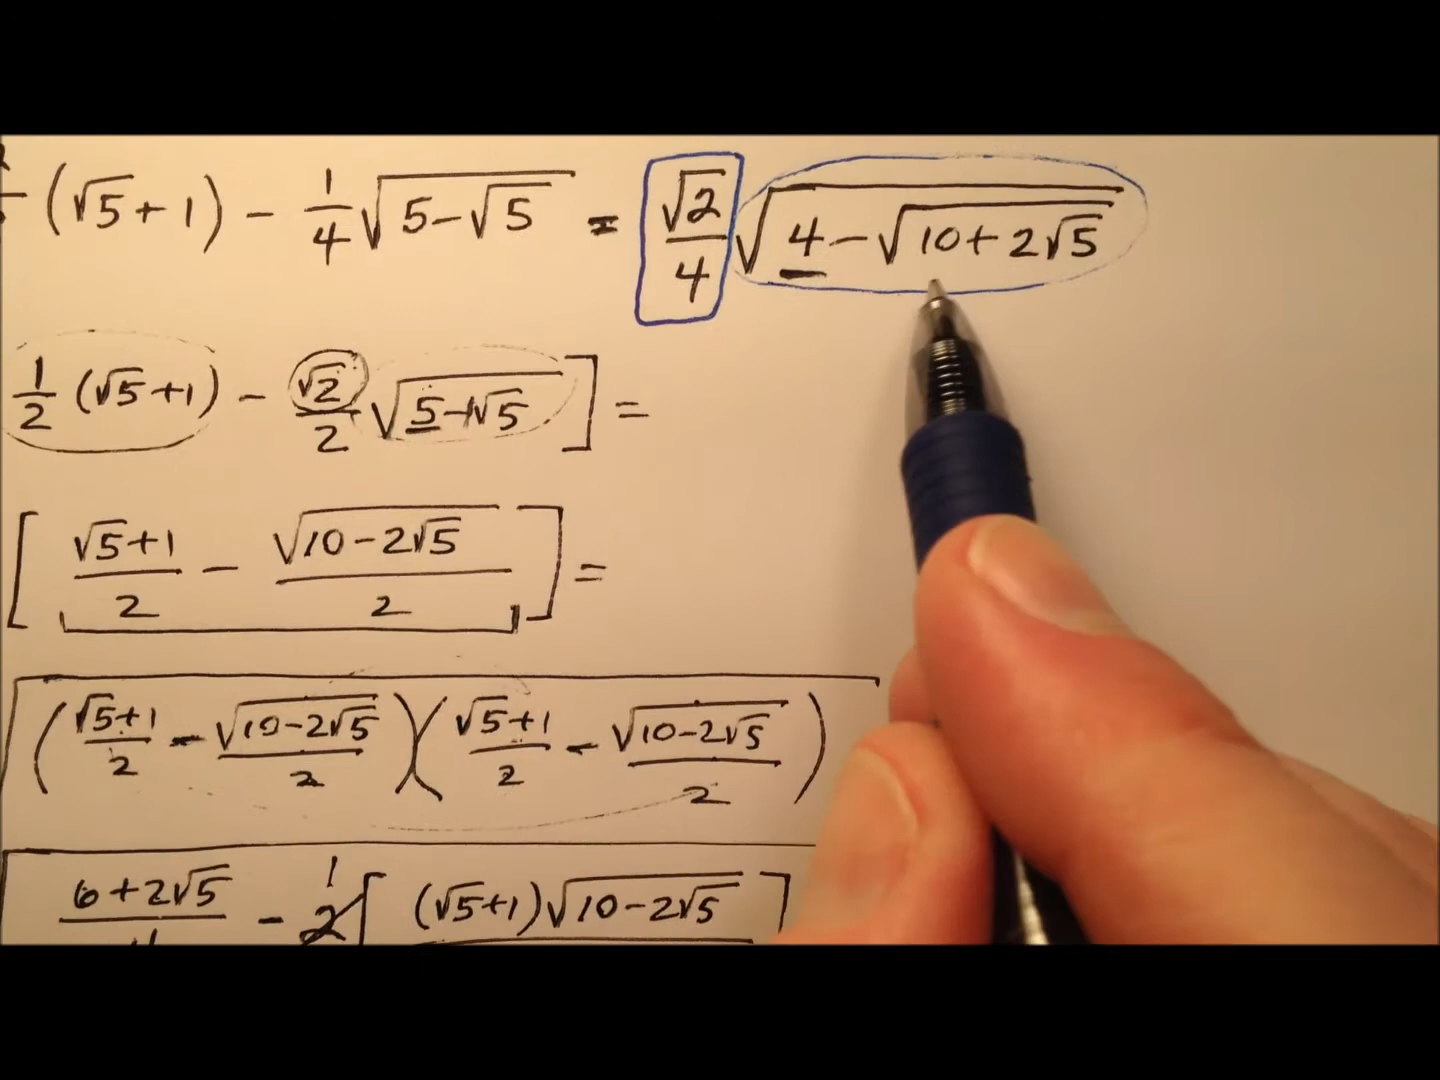 (√5+1) - 1/4 √(5-√5) = √2/4 √(4-√(10+2√5))
1/2 (√5+1) - √2/2 √(5-1√5) ] =
[ (√5+1)/2 - √(10-2√5)/2 ] =
√( ((√5+1)/2 - √(10-2√5)/2)((√5+1)/2 - √(10-2√5)/2) )
√( (6+2√5)/4 - 1 2 [ (√5+1)√(10-2√5) ]